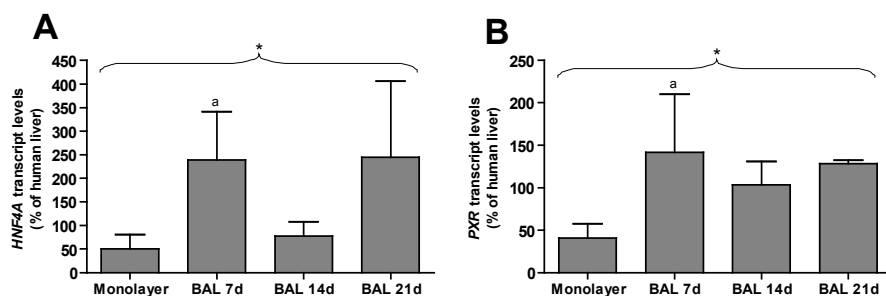 A
*
HNF4A transcript levels
(% of human liver)
450
400
350
300
250
200
150
100
50
0
a
Monolayer BAL 7d BAL 14d BAL 21d
B
*
PXR transcript levels
(% of human liver)
250
200
150
100
50
0
a
Monolayer BAL 7d BAL 14d BAL 21d